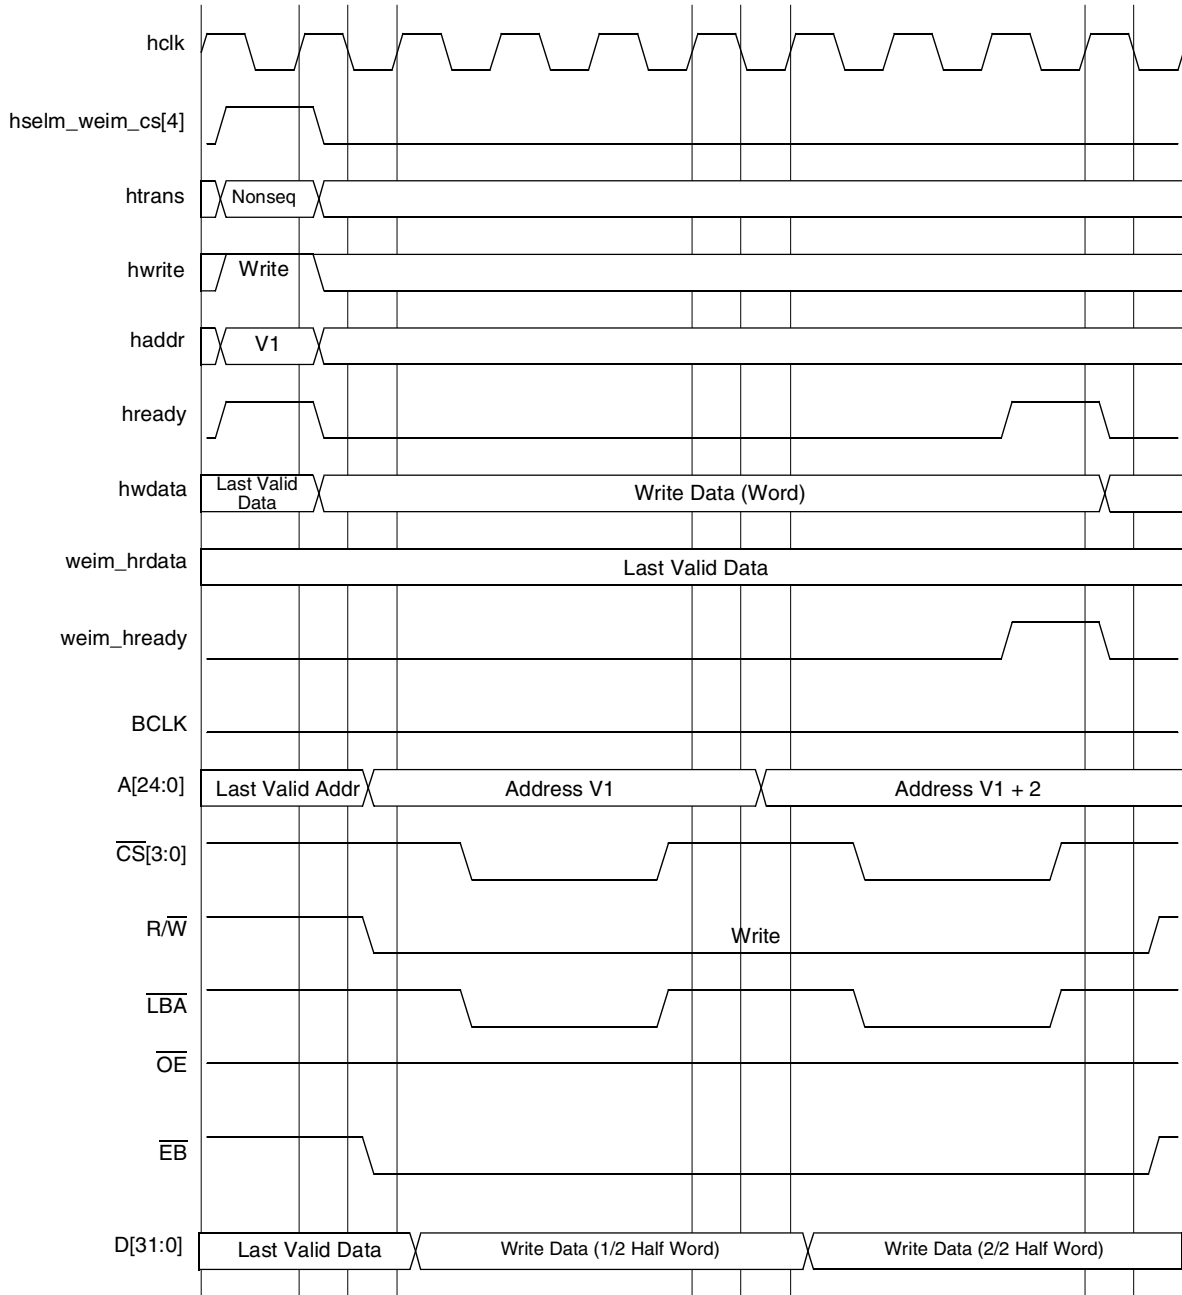 hclk
hselm_weim_cs[4]
htrans
Nonseq
hwrite
Write
haddr
V1
hready
hwdata
Last Valid
Data
Write Data (Word)
weim_hrdata
Last Valid Data
weim_hready
BCLK
A[24:0]
Last Valid Addr
Address V1
Address V1 + 2
CS[3:0]
R/W
Write
LBA
OE
EB
D[31:0]
Last Valid Data
Write Data (1/2 Half Word)
Write Data (2/2 Half Word)